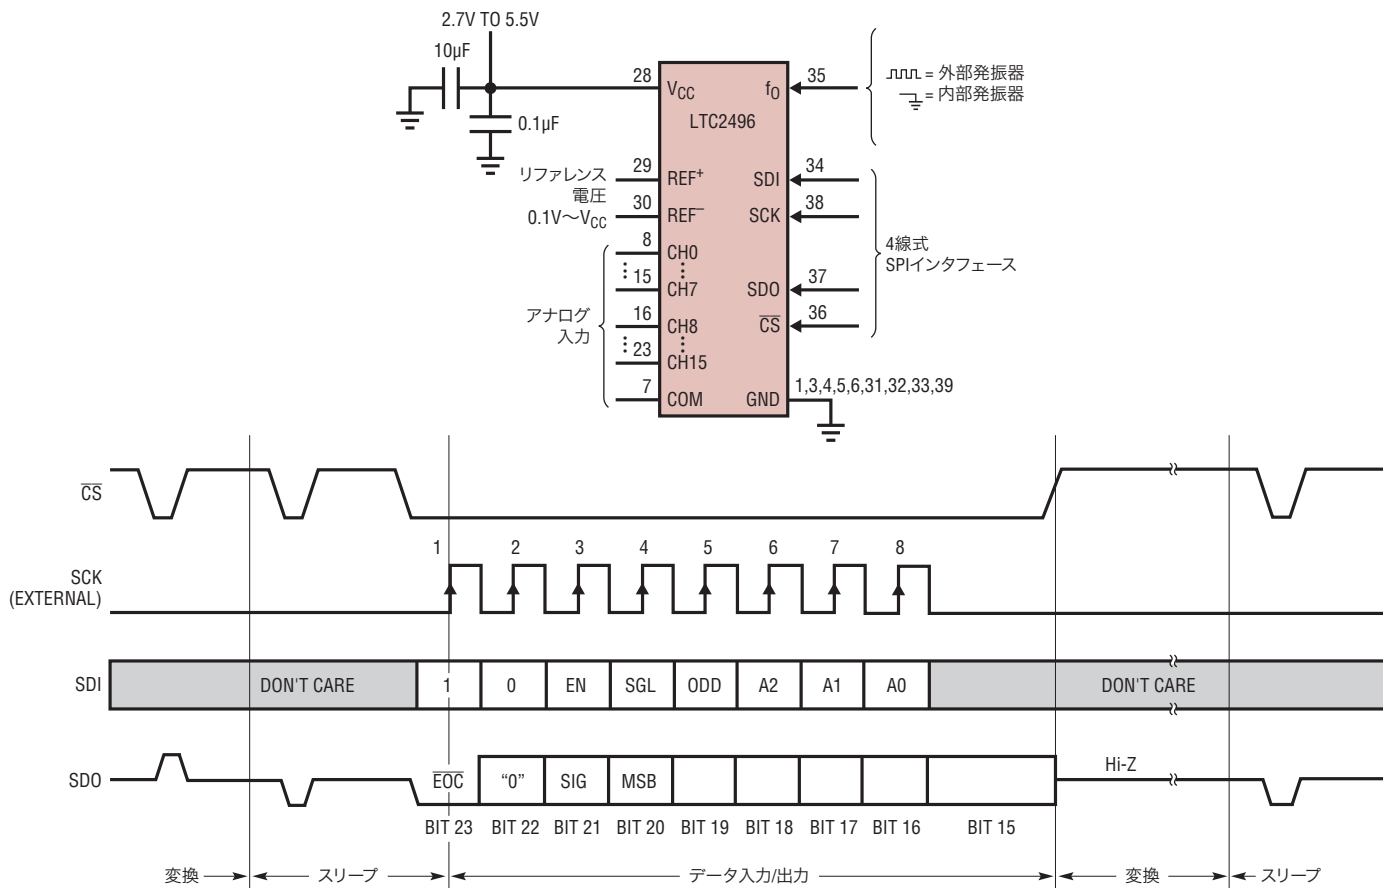 2.7V TO 5.5V
10µF
0.1µF
28
VCC
fO
35
LTC2496
= 外部発振器
= 内部発振器
リファレンス
電圧
0.1V〜VCC
29
REF+
30
REF−
SDI
34
SCK
38
8
CH0
15
CH7
SDO
37
16
CH8
CS
36
23
CH15
7
COM
GND
1,3,4,5,6,31,32,33,39
アナログ
入力
4線式
SPIインタフェース
CS
SCK
(EXTERNAL)
1 2 3 4 5 6 7 8
SDI
DON'T CARE 1 0 EN SGL ODD A2 A1 A0 DON'T CARE
SDO
EOC "0" SIG MSB Hi-Z
BIT 23 BIT 22 BIT 21 BIT 20 BIT 19 BIT 18 BIT 17 BIT 16 BIT 15
変換 スリープ データ入力/出力 変換 スリープ